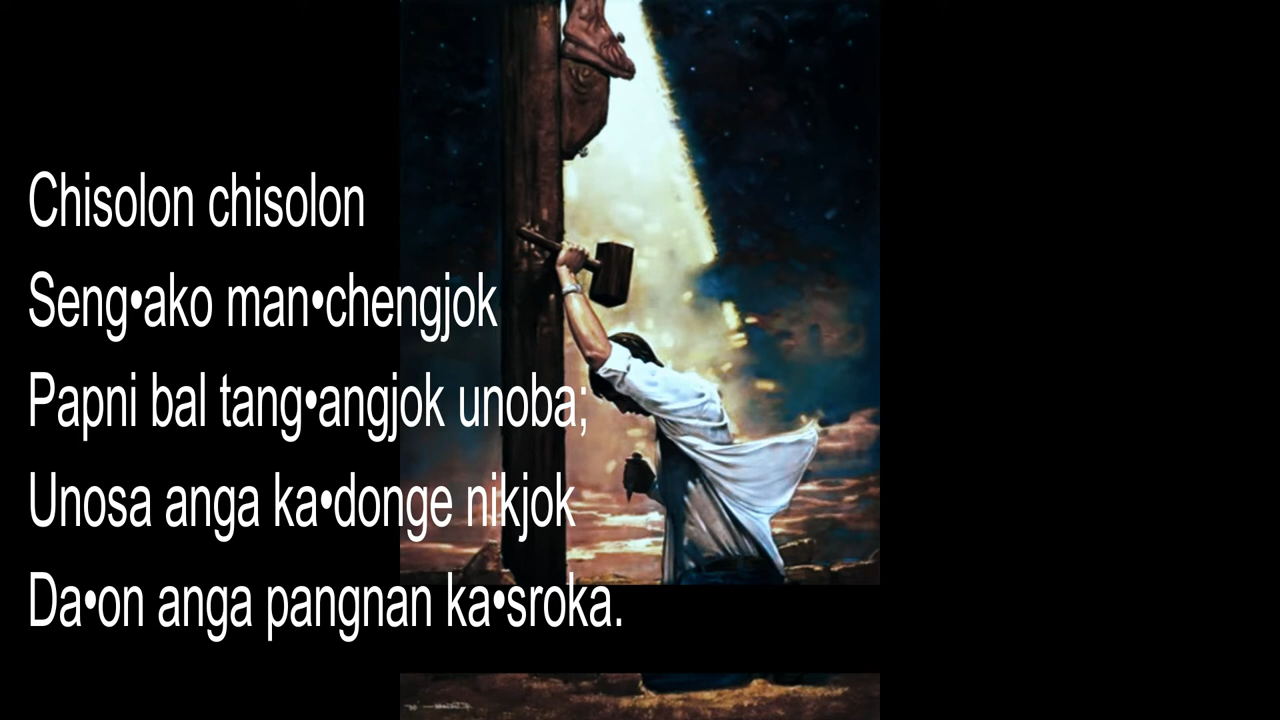 Chisolon chisolon
Seng•ako man•chengjok
Papni bal tang•angjok unoba;
Unosa anga ka•donge nikjok
Da•on anga pangnan ka•sroka.